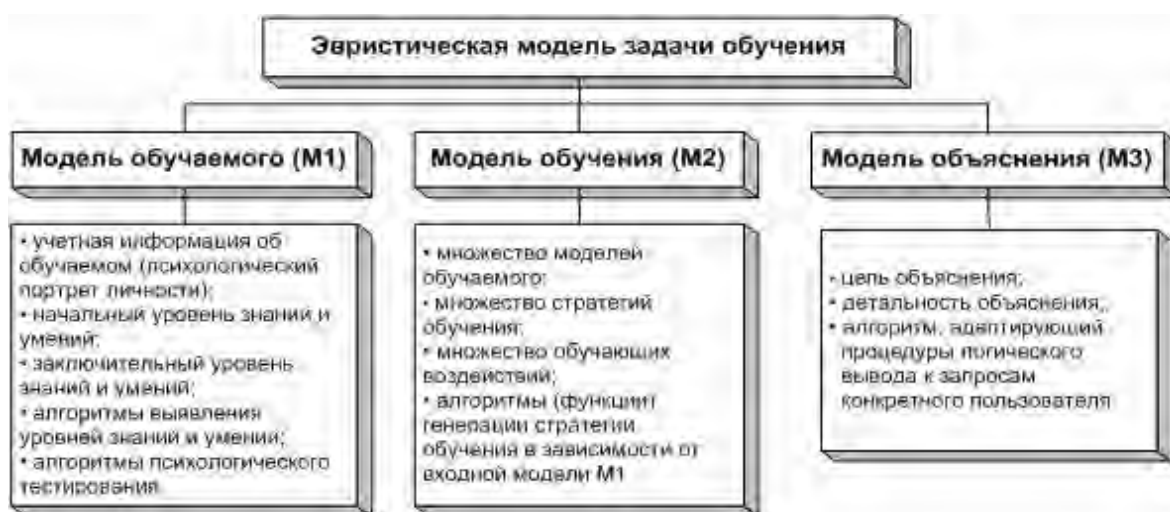 Эвристическая модель задачи обучения
Модель обучаемого (М1)
• учетная информация об
обучаемом (психологический
портрет личности);
• начальный уровень знаний и
умений;
• заключительный уровень
знаний и умений;
• алгоритмы выявления
уровней знаний и умений;
• алгоритмы психологического
тестирования
Модель обучения (М2)
• множество моделей
обучаемого;
• множество стратегий
обучения;
• множество обучающих
воздействий;
• алгоритмы (функции)
генерации стратегии
обучения в зависимости от
входной модели М1
Модель объяснения (М3)
• цель объяснения;
• детальность объяснения;
• алгоритм, адаптирующий
процедуры логического
вывода к запросам
конкретного пользователя